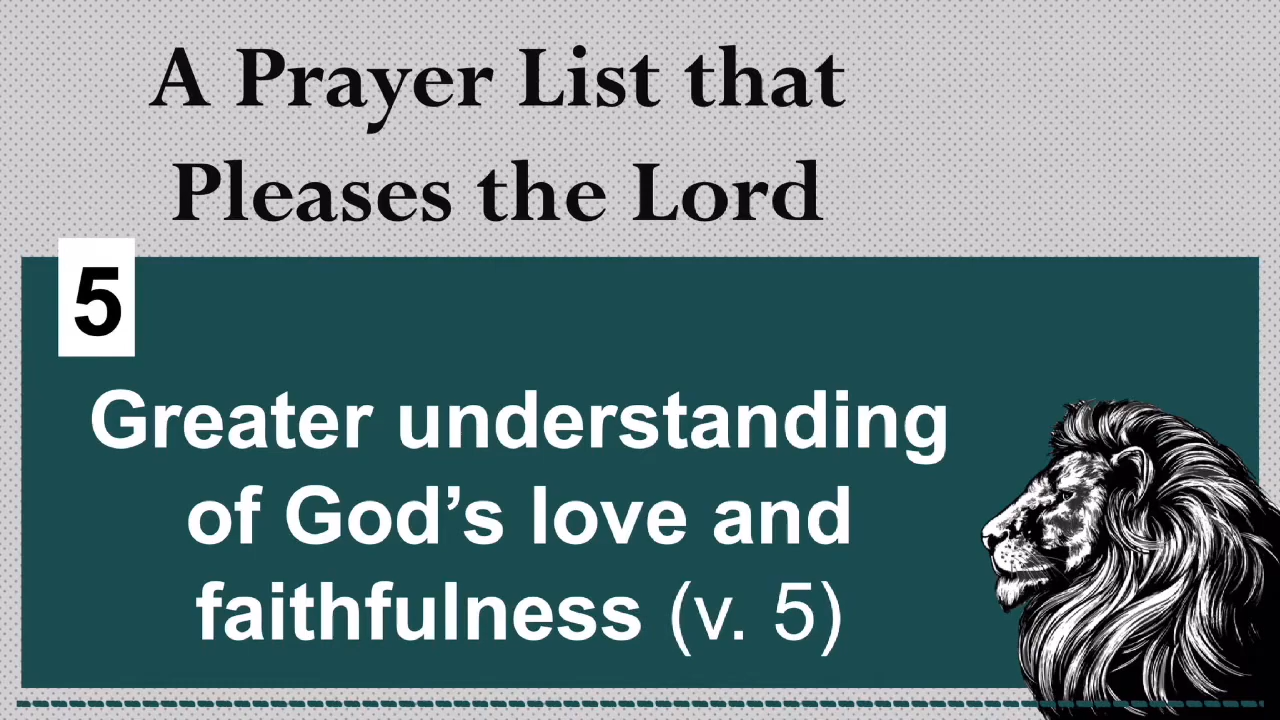 A Prayer List that
Pleases the Lord
5
Greater understanding
of God’s love and
faithfulness (v. 5)